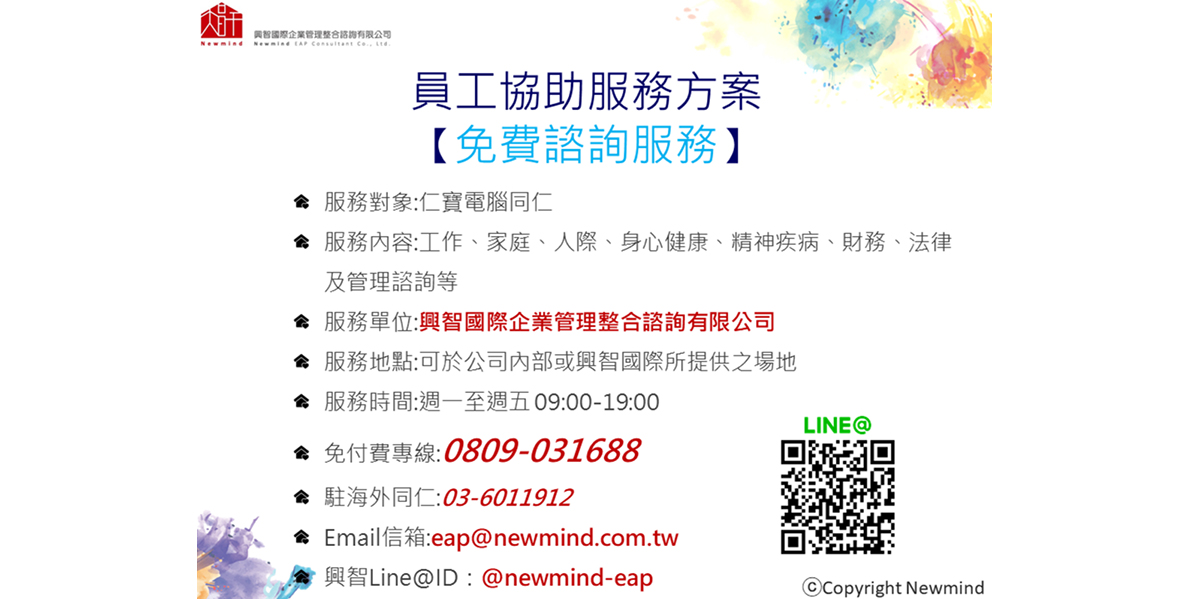 Newmind
興智國際企業管理整合諮詢有限公司
Newmind EAP Consultant Co., Ltd.
員工協助服務方案
【免費諮詢服務】
服務對象:仁寶電腦同仁
服務內容:工作、家庭、人際、身心健康、精神疾病、財務、法律
及管理諮詢等
服務單位:興智國際企業管理整合諮詢有限公司
服務地點:可於公司內部或興智國際所提供之場地
服務時間:週一至週五 09:00-19:00
免付費專線:0809-031688
駐海外同仁:03-6011912
Email信箱:eap@newmind.com.tw
興智Line@ID：@newmind-eap
LINE@
ⓒCopyright Newmind